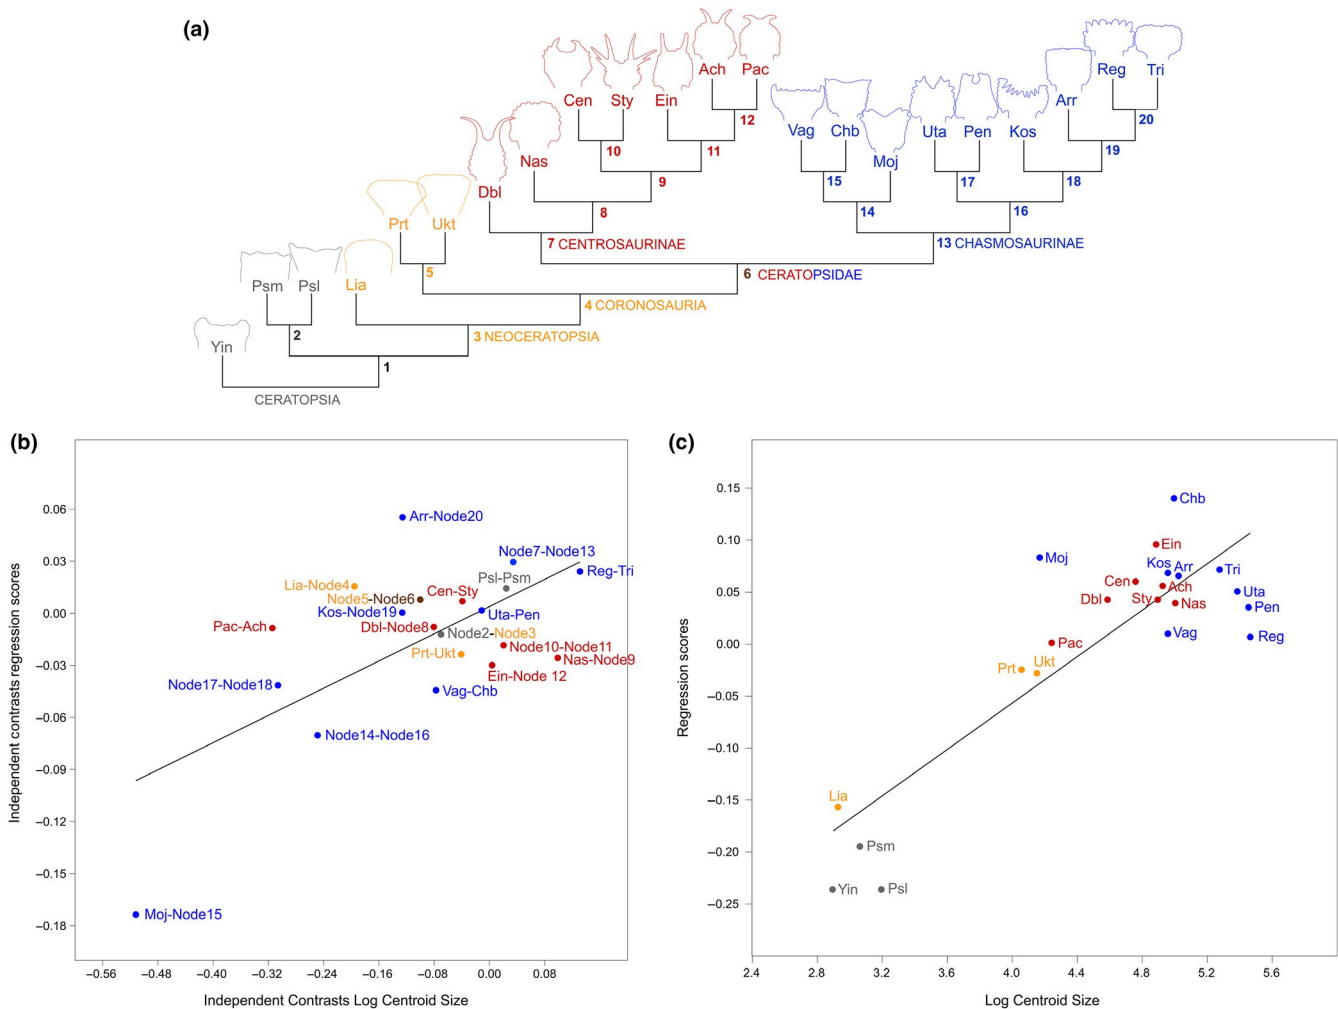 (a)
Ach Pac
Reg Tri
Cen Sty Ein
Arr
12
20
Vag Chb
Uta Pen Kos
10
11
19
Nas
Moj
Dbl
9
15
17
18
8
14
16
Prt Ukt
7 CENTROSAURINAE
13 CHASMOSAURINAE
5
6 CERATOPSIDAE
Psm Psl Lia
4 CORONOSAURIA
2
3 NEOCERATOPSIA
Yin
1
CERATOPSIA
(b)
Independent contrasts regression scores
0.06
0.03
0.00
−0.03
−0.06
−0.09
−0.12
−0.15
−0.18
Arr-Node20
Node7-Node13
Reg-Tri
Psl-Psm
Lia-Node4
Cen-Sty
Node5-Node6
Kos-Node19
Uta-Pen
Pac-Ach
Dbl-Node8
Node2-Node3
Node10-Node11
Prt-Ukt
Nas-Node9
Ein-Node 12
Node17-Node18
Vag-Chb
Node14-Node16
Moj-Node15
−0.56 −0.48 −0.40 −0.32 −0.24 −0.16 −0.08 0.00 0.08
Independent Contrasts Log Centroid Size
(c)
Regression scores
0.15
0.10
0.05
0.00
−0.05
−0.10
−0.15
−0.20
−0.25
Chb
Ein
Moj
Kos Arr
Tri
Cen
Ach
Uta
Dbl
Sty
Nas
Pen
Vag
Reg
Pac
Prt
Ukt
Lia
Psm
Yin
Psl
2.4 2.8 3.2 3.6 4.0 4.4 4.8 5.2 5.6
Log Centroid Size